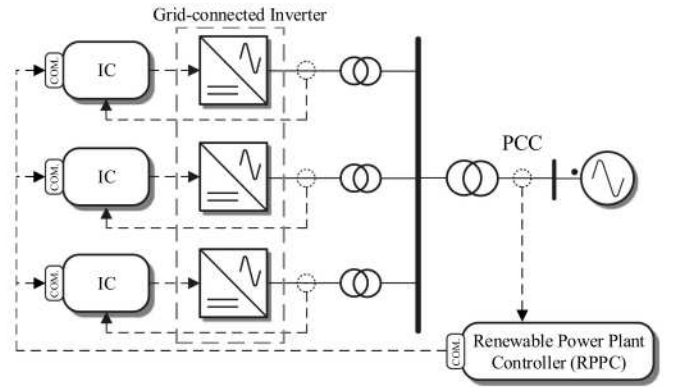 Grid-connected Inverter
COM.
IC
COM.
IC
PCC
COM.
IC
COM.
Renewable Power Plant
Controller (RPPC)